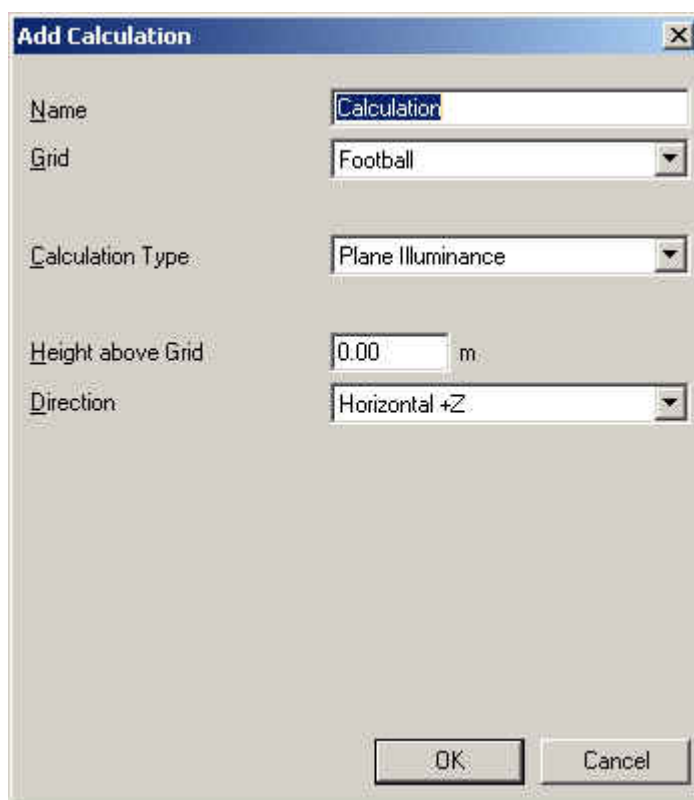 Add Calculation
Name Calculation
Grid Football
Calculation Type Plane Illuminance
Height above Grid 0.00 m
Direction Horizontal +Z
OK Cancel